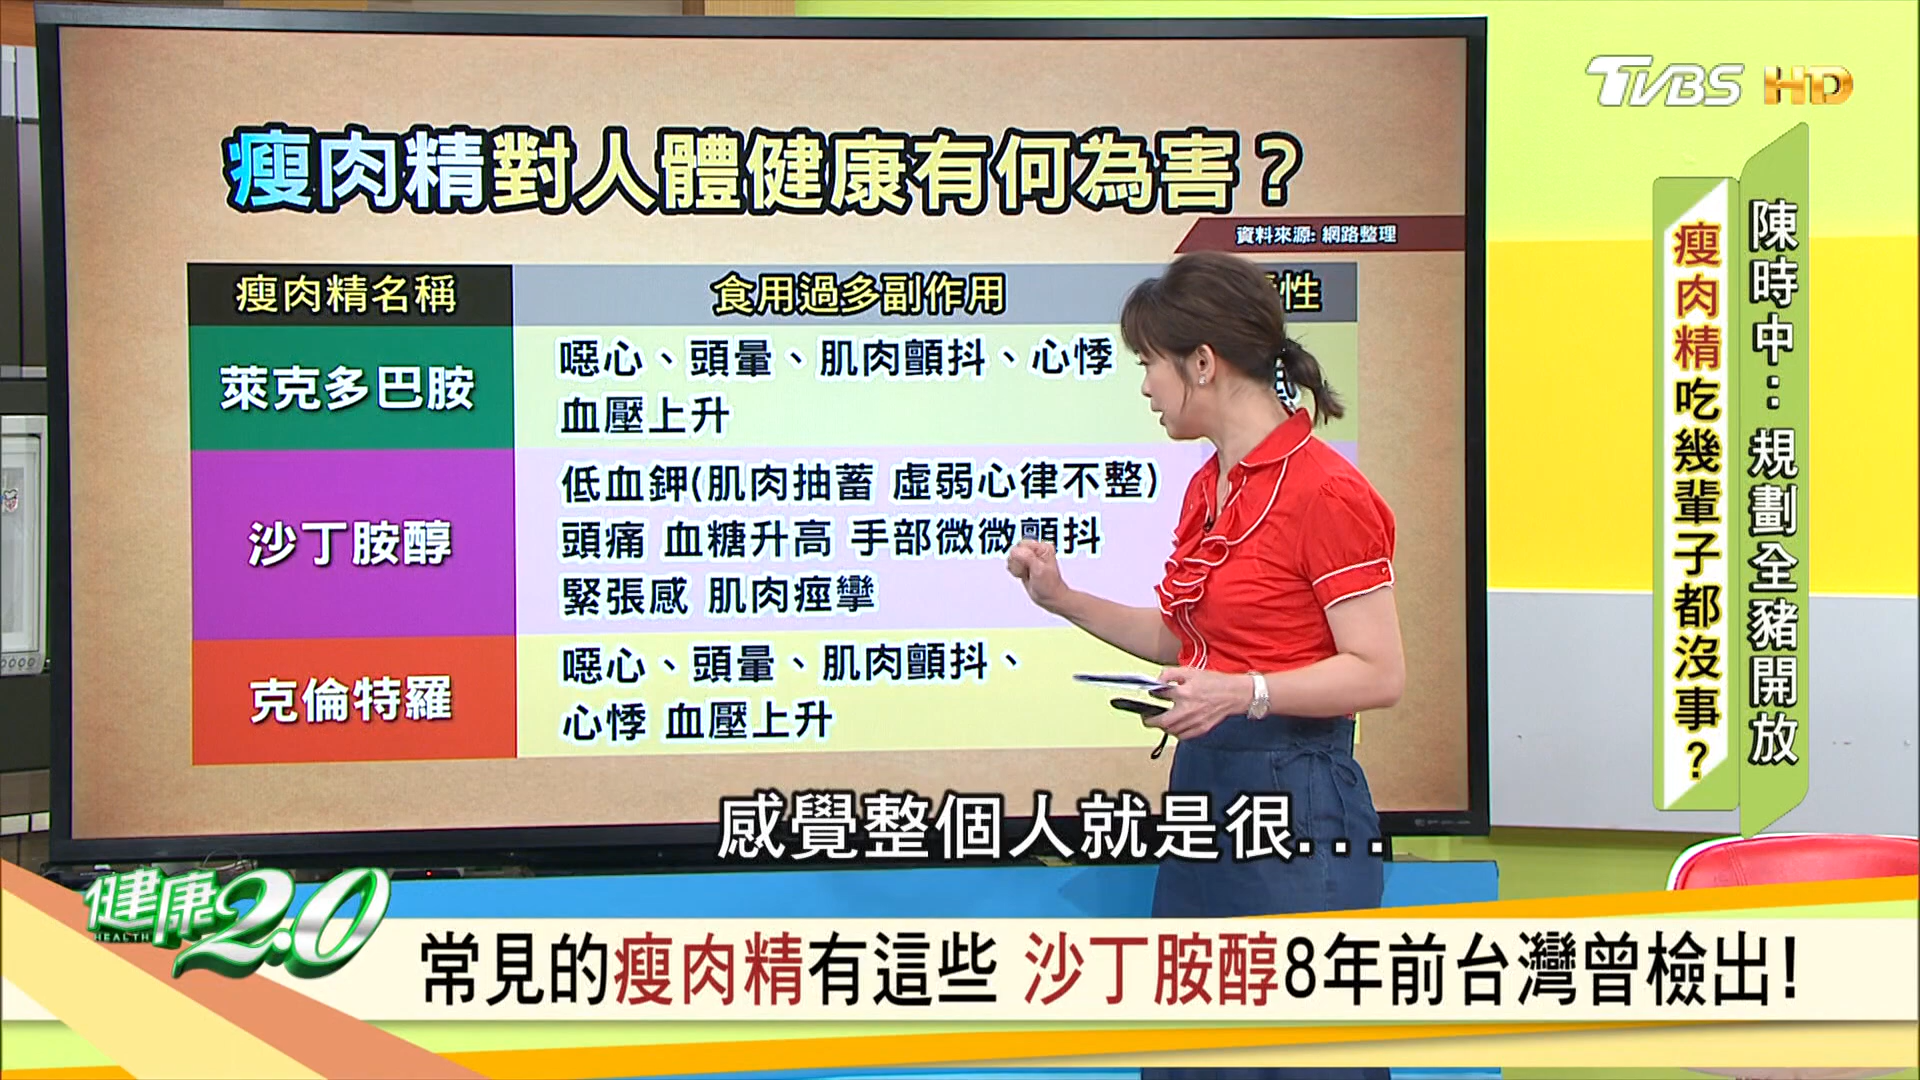 TVBS HD
瘦肉精對人體健康有何為害?
資料來源: 網路整理
瘦肉精名稱
食用過多副作用
性
萊克多巴胺
噁心、頭暈、肌肉顫抖、心悸
血壓上升
沙丁胺醇
低血鉀(肌肉抽蓄 虛弱心律不整)
頭痛 血糖升高 手部微微顫抖
緊張感 肌肉痙攣
克倫特羅
噁心、頭暈、肌肉顫抖、
心悸 血壓上升
陳時中:規劃全豬開放
瘦肉精吃幾輩子都沒事?
感覺整個人就是很...
健康2.0
HEALTH
常見的瘦肉精有這些 沙丁胺醇8年前台灣曾檢出!